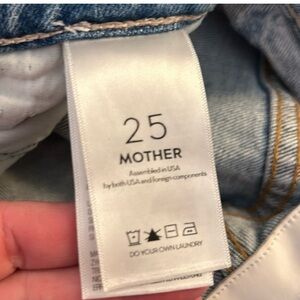 25
MOTHER
Assembled in USA
by both USA and foreign components
DO YOUR OWN LAUNDRY